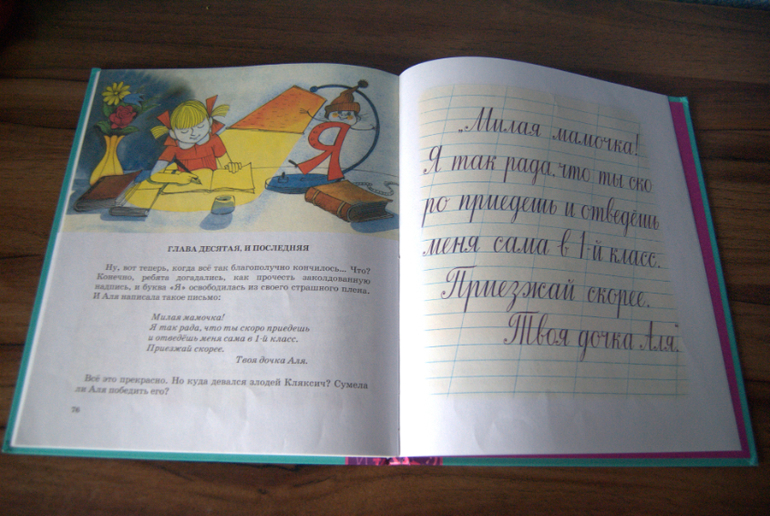 Я
ГЛАВА ДЕСЯТАЯ, И ПОСЛЕДНЯЯ
Ну, вот теперь, когда всё так благополучно кончилось... Что?
Конечно, ребята догадались, как прочесть заколдованную
надпись, и буква «Я» освободилась из своего страшного плена.
И Аля написала такое письмо:
Милая мамочка!
Я так рада, что ты скоро приедешь
и отведёшь меня сама в 1-й класс.
Приезжай скорее.
Твоя дочка Аля.
Всё это прекрасно. Но куда девался злодей Кляксич? Сумела
ли Аля победить его?
76
„Милая мамочка!
Я так рада, что ты ско
ро приедешь и отведёшь
меня сама в 1-й класс.
Приезжай скорее.
Твоя дочка Аля."